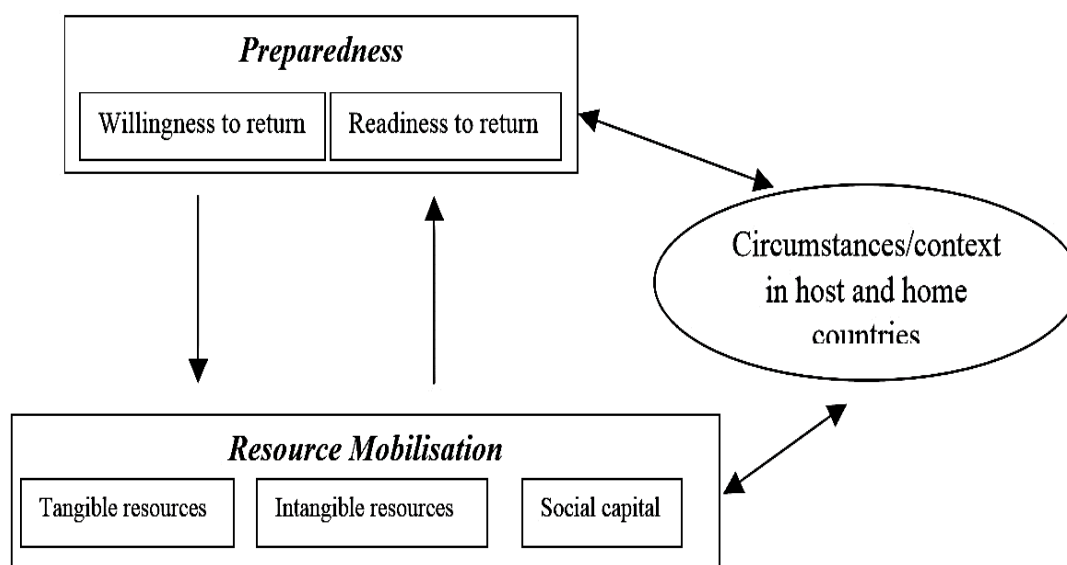 Preparedness
Willingness to return
Readiness to return
Circumstances/context
in host and home
countries
Resource Mobilisation
Tangible resources
Intangible resources
Social capital